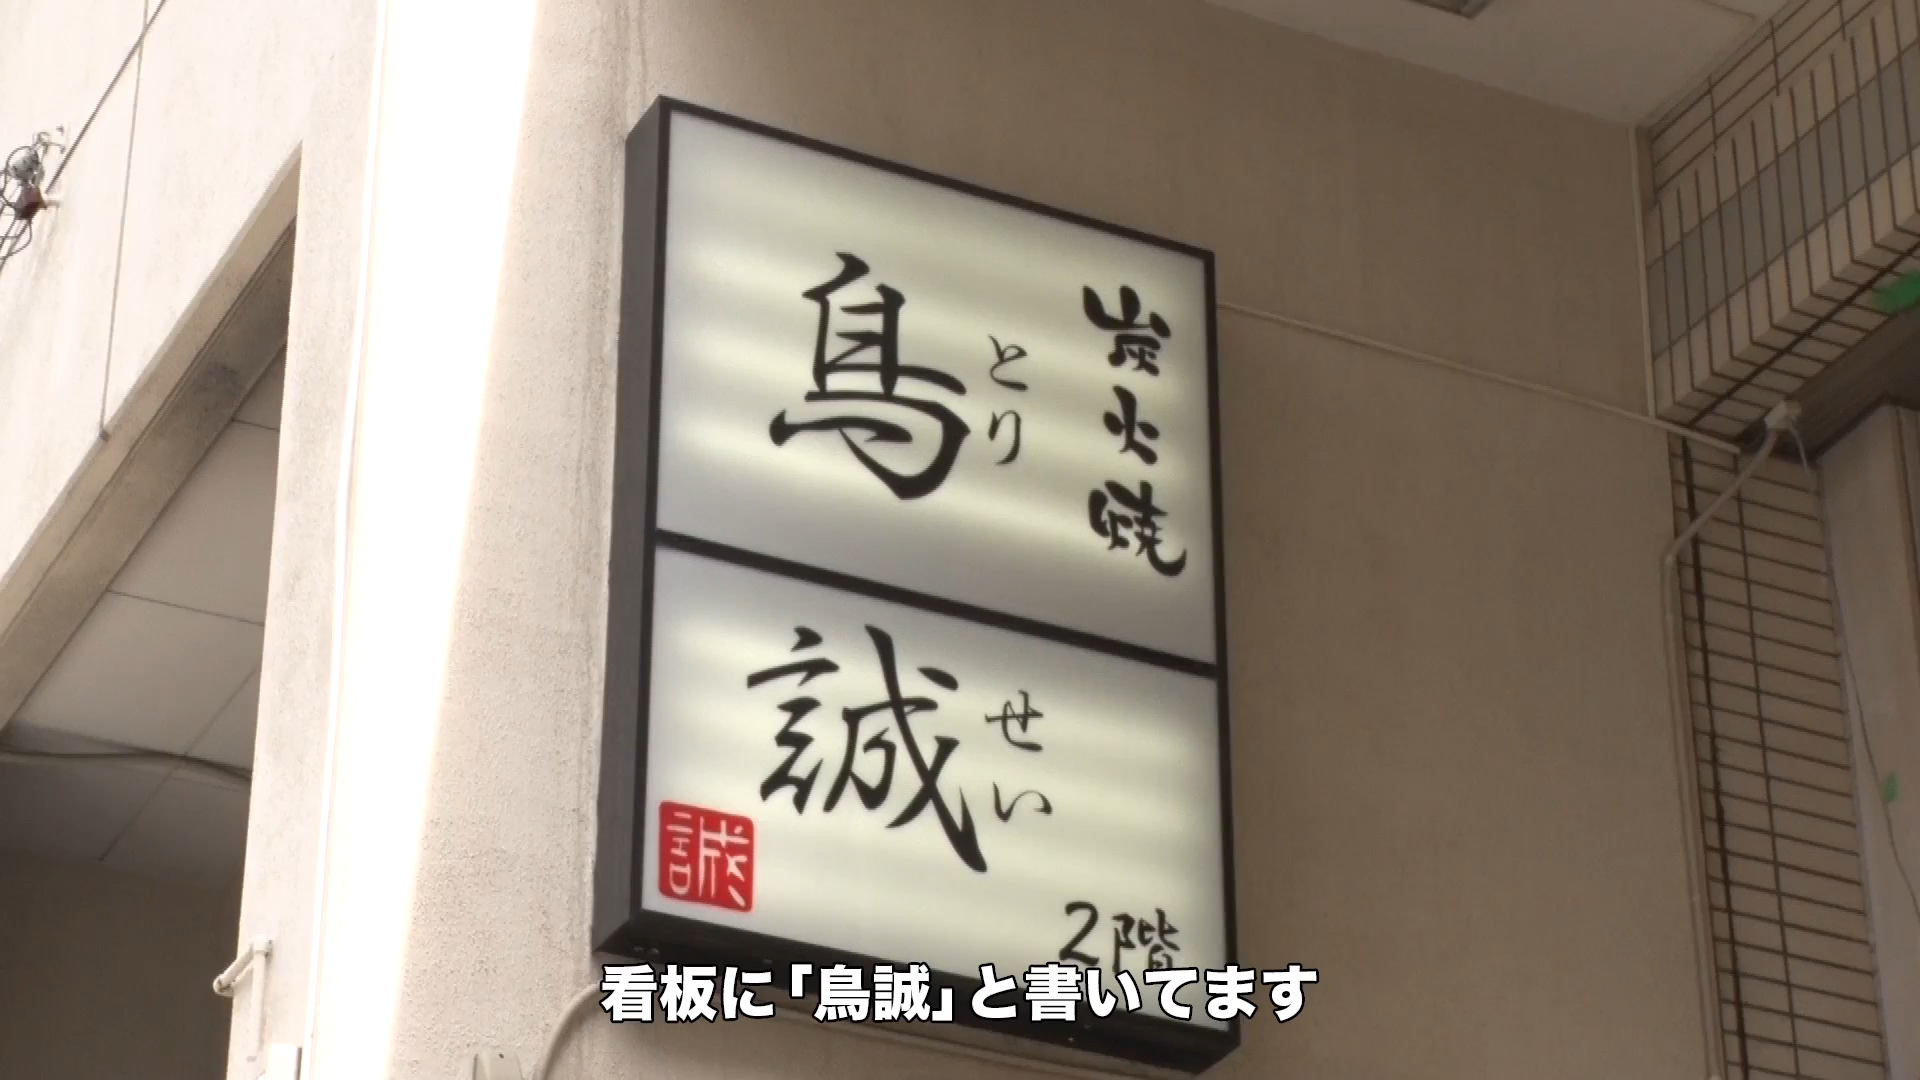 炭火焼
鳥
とり
誠
せい
誠
2階
看板に「鳥誠」と書いてます